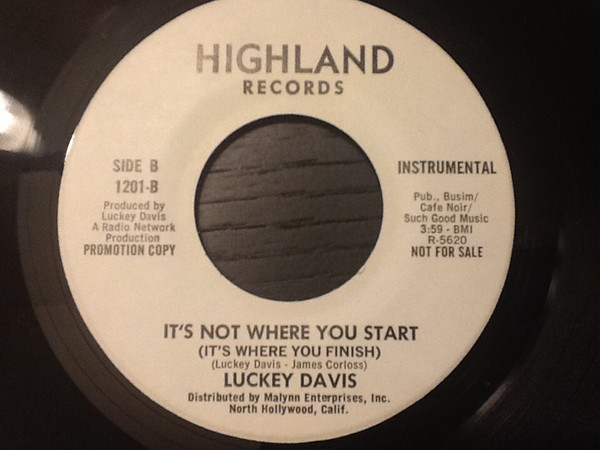 HIGHLAND
RECORDS
SIDE B
1201-B
Produced by
Luckey Davis
A Radio Network
Production
PROMOTION COPY
INSTRUMENTAL
Pub., Busim/
Cafe Noir/
Such Good Music
3:59 - BMI
R-5620
NOT FOR SALE
IT'S NOT WHERE YOU START
(IT'S WHERE YOU FINISH)
(Luckey Davis - James Corloss)
LUCKEY DAVIS
Distributed by Malynn Enterprises, Inc.
North Hollywood, Calif.